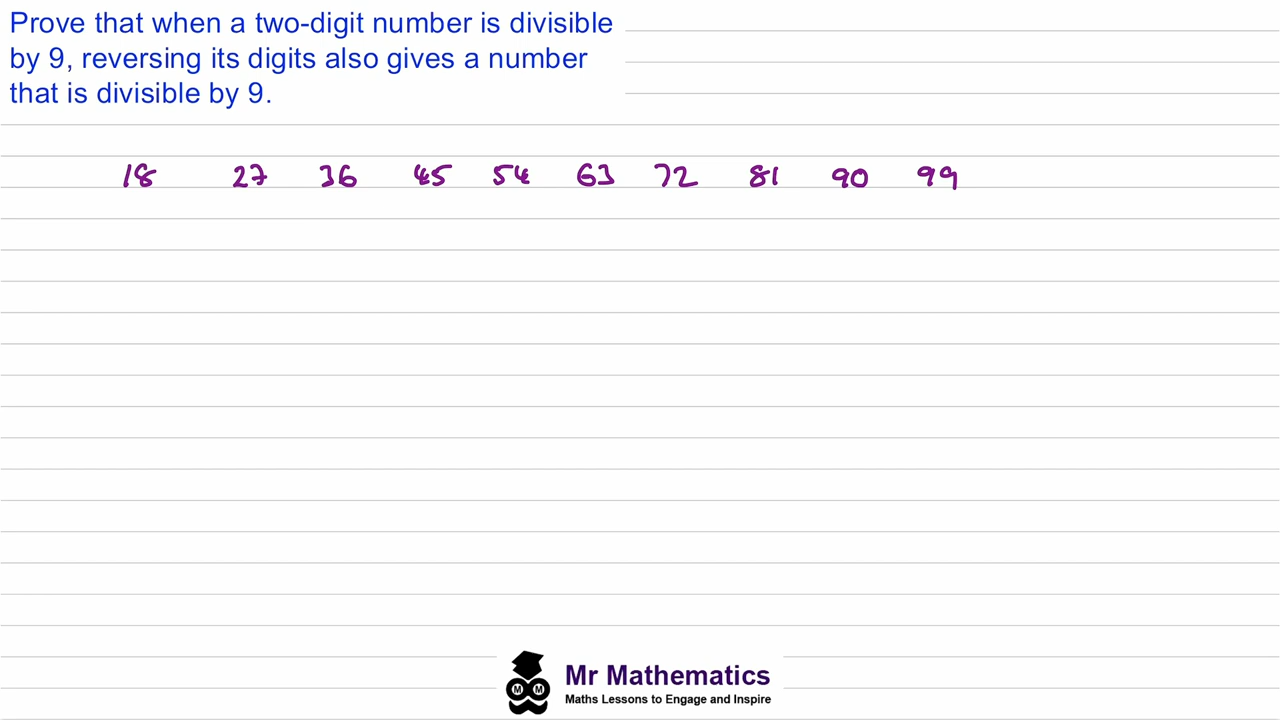 Prove that when a two-digit number is divisible
by 9, reversing its digits also gives a number
that is divisible by 9.
18 27 36 45 54 63 72 81 90 99
M M
Mr Mathematics
Maths Lessons to Engage and Inspire